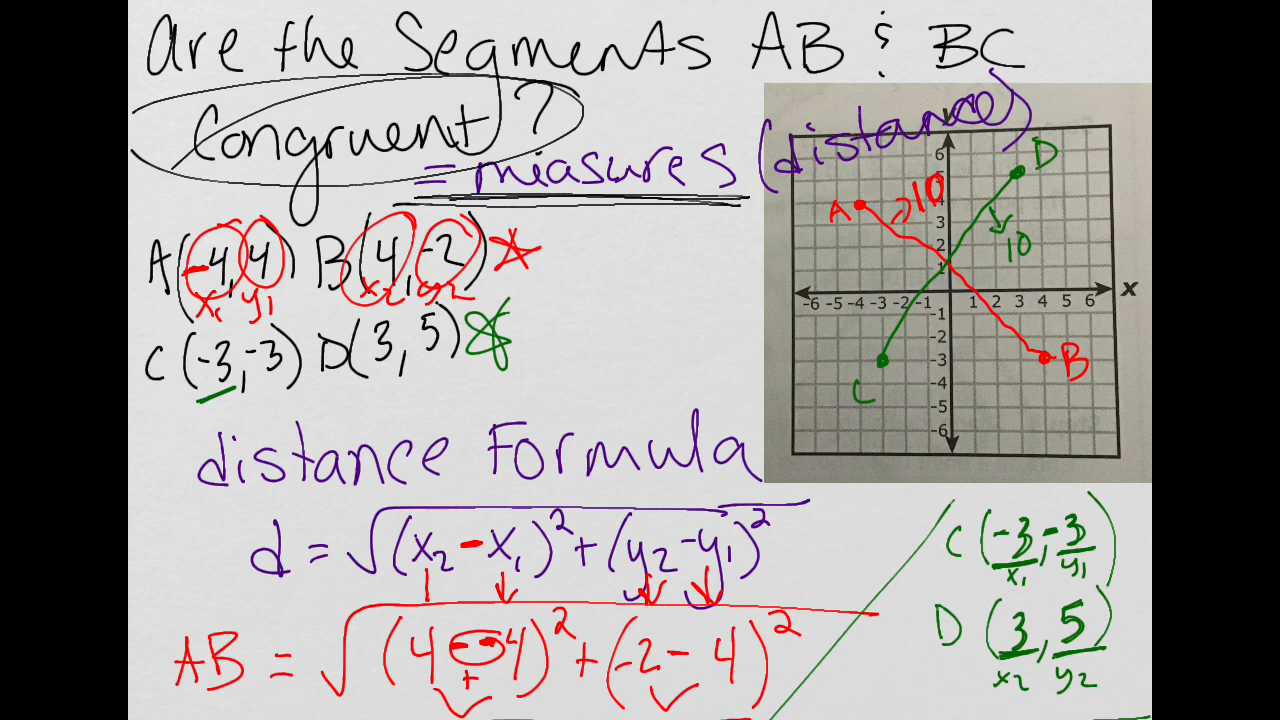 Are the Segments AB & BC
Congruent?
= measures (distance)
A(-4, 4) B(4, -2)
x₁ y₁ x₂ y₂
C(-3, -3) D(3, 5)
distance Formula
d = √(x₂ - x₁)² + (y₂ - y₁)²
AB = √(4 - -4)² + (-2 - 4)²
+
y
6
5
4
3
2
1
-6 -5 -4 -3 -2 -1 1 2 3 4 5 6 x
-1
-2
-3
-4
-5
-6
A
10
D
10
B
C
C (-3, -3)
x₁ y₁
D (3, 5)
x₂ y₂